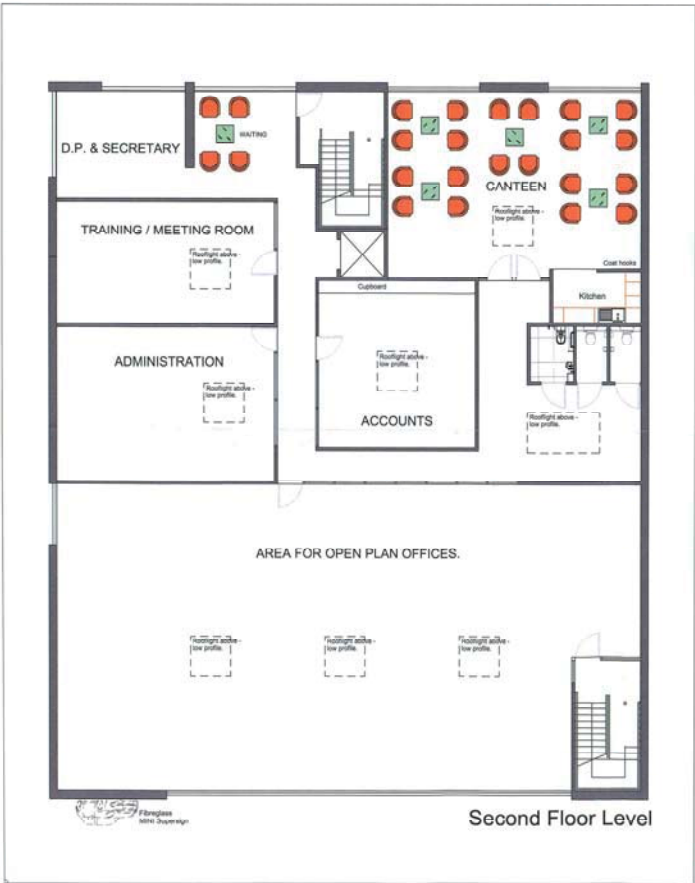 D.P. & SECRETARY
WAITING
CANTEEN
TRAINING / MEETING ROOM
Rooflight above -
low profile.
Rooflight above -
low profile.
Coat hooks
Cupboard
Kitchen
ADMINISTRATION
Rooflight above -
low profile.
Rooflight above -
low profile.
ACCOUNTS
Rooflight above -
low profile.
AREA FOR OPEN PLAN OFFICES.
Rooflight above -
low profile.
Rooflight above -
low profile.
Rooflight above -
low profile.
Fibreglass
Mini Supersign
Second Floor Level